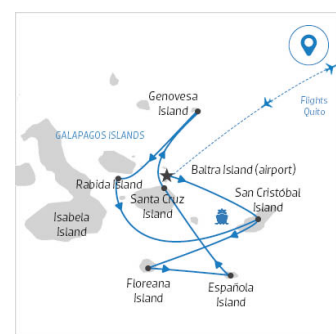 Genovesa
Island
Flights
Quito
GALAPAGOS ISLANDS
Baltra Island (airport)
Rabida Island
Santa Cruz
Island
San Cristóbal
Island
Isabela
Island
Floreana
Island
Española
Island